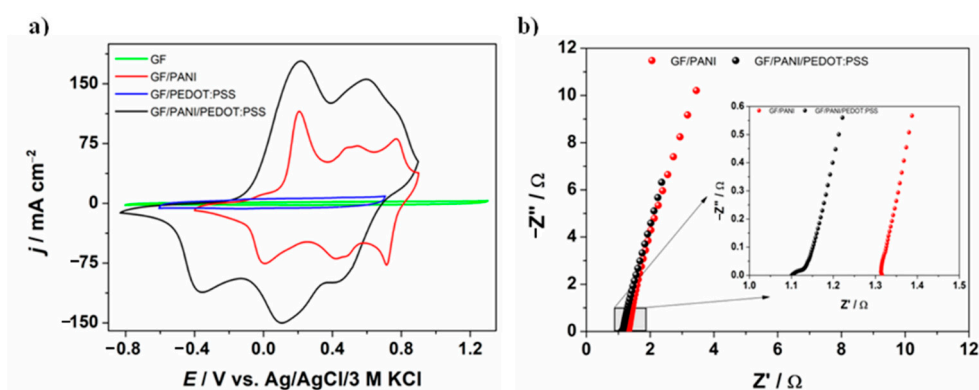 a)
GF
GF/PANI
GF/PEDOT:PSS
GF/PANI/PEDOT:PSS
150
75
0
−75
−150
j / mA cm−2
−0.8 −0.4 0.0 0.4 0.8 1.2
E / V vs. Ag/AgCl/3 M KCl
b)
GF/PANI GF/PANI/PEDOT:PSS
12
10
8
6
4
2
0
−Z'' / Ω
0 2 4 6 8 10 12
Z' / Ω
GF/PANI GF/PANI/PEDOT:PSS
0.6
0.5
0.4
0.3
0.2
0.1
0.0
−Z'' / Ω
1.0 1.1 1.2 1.3 1.4 1.5
Z' / Ω